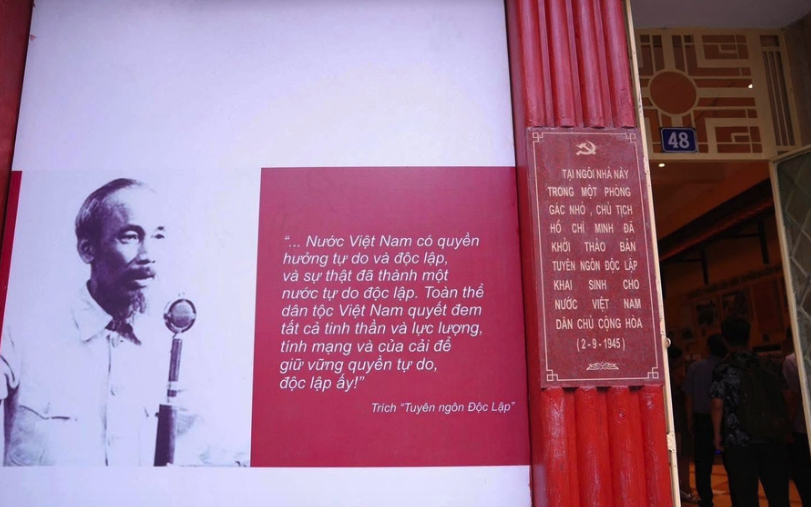 “... Nước Việt Nam có quyền
hưởng tự do và độc lập,
và sự thật đã thành một
nước tự do độc lập. Toàn thể
dân tộc Việt Nam quyết đem
tất cả tinh thần và lực lượng,
tính mạng và của cải để
giữ vững quyền tự do,
độc lập ấy!”
Trích “Tuyên ngôn Độc Lập”
TẠI NGÔI NHÀ NÀY
TRONG MỘT PHÒNG
GÁC NHỎ, CHỦ TỊCH
HỒ CHÍ MINH ĐÃ
KHỞI THẢO BẢN
TUYÊN NGÔN ĐỘC LẬP
KHAI SINH CHO
NƯỚC VIỆT NAM
DÂN CHỦ CỘNG HÒA
(2-9-1945)
48